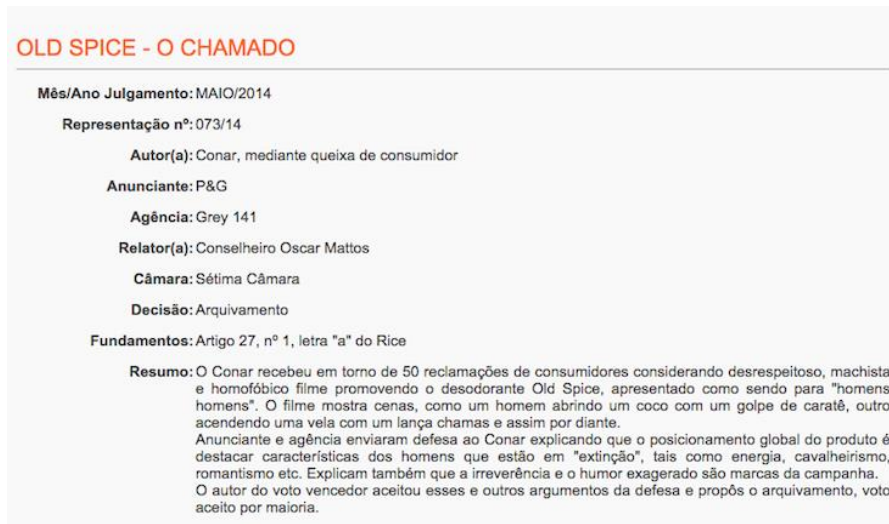 OLD SPICE - O CHAMADO
Mês/Ano Julgamento: MAIO/2014
Representação nº: 073/14
Autor(a): Conar, mediante queixa de consumidor
Anunciante: P&G
Agência: Grey 141
Relator(a): Conselheiro Oscar Mattos
Câmara: Sétima Câmara
Decisão: Arquivamento
Fundamentos: Artigo 27, nº 1, letra "a" do Rice
Resumo: O Conar recebeu em torno de 50 reclamações de consumidores considerando desrespeitoso, machista
e homofóbico filme promovendo o desodorante Old Spice, apresentado como sendo para "homens
homens". O filme mostra cenas, como um homem abrindo um coco com um golpe de caratê, outro
acendendo uma vela com um lança chamas e assim por diante.
Anunciante e agência enviaram defesa ao Conar explicando que o posicionamento global do produto é
destacar características dos homens que estão em "extinção", tais como energia, cavalheirismo,
romantismo etc. Explicam também que a irreverência e o humor exagerado são marcas da campanha.
O autor do voto vencedor aceitou esses e outros argumentos da defesa e propôs o arquivamento, voto
aceito por maioria.